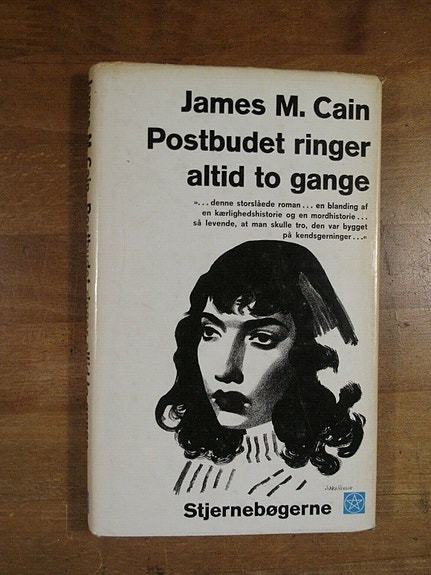 James M. Cain
Postbudet ringer
altid to gange
»...denne storslåede roman... en blanding af
en kærlighedshistorie og en mordhistorie...
så levende, at man skulle tro, den var bygget
på kendsgerninger...«
Stjernebøgerne